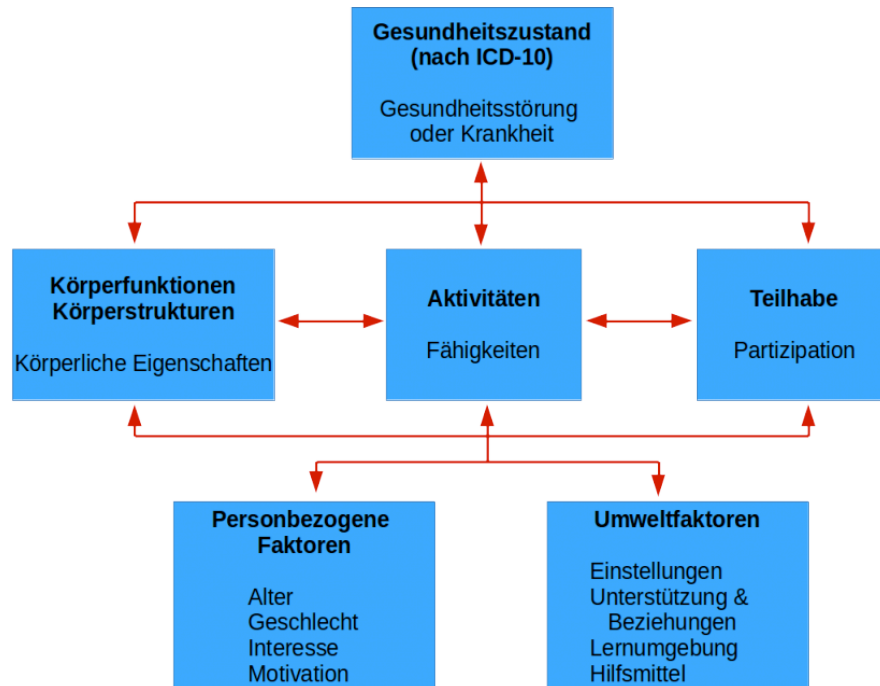 Gesundheitszustand
(nach ICD-10)
Gesundheitsstörung
oder Krankheit
Körperfunktionen
Körperstrukturen
Körperliche Eigenschaften
Aktivitäten
Fähigkeiten
Teilhabe
Partizipation
Personbezogene
Faktoren
Alter
Geschlecht
Interesse
Motivation
Umweltfaktoren
Einstellungen
Unterstützung &
Beziehungen
Lernumgebung
Hilfsmittel